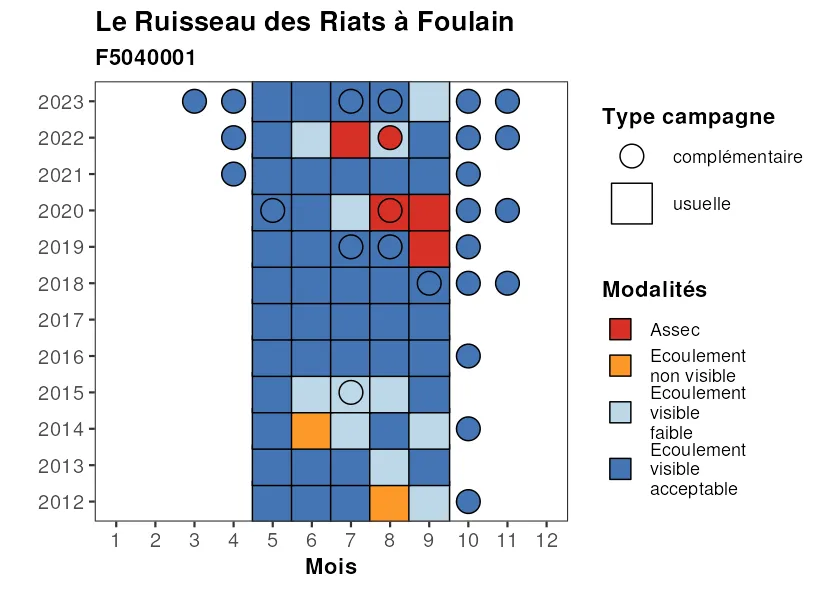 Le Ruisseau des Riats à Foulain
F5040001
2023
2022
2021
2020
2019
2018
2017
2016
2015
2014
2013
2012
1 2 3 4 5 6 7 8 9 10 11 12
Mois
Type campagne
complémentaire
usuelle
Modalités
Assec
Ecoulement
non visible
Ecoulement
visible
faible
Ecoulement
visible
acceptable